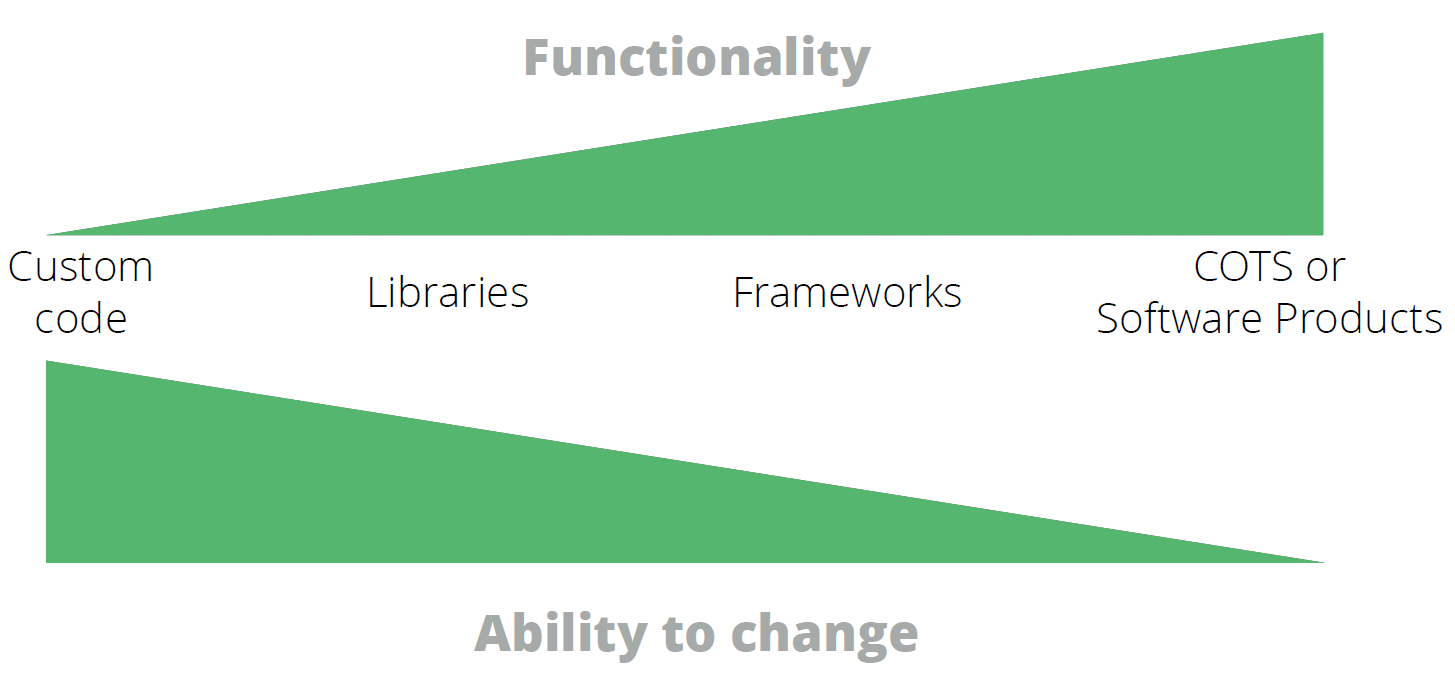 Functionality
Custom
code
Libraries
Frameworks
COTS or
Software Products
Ability to change